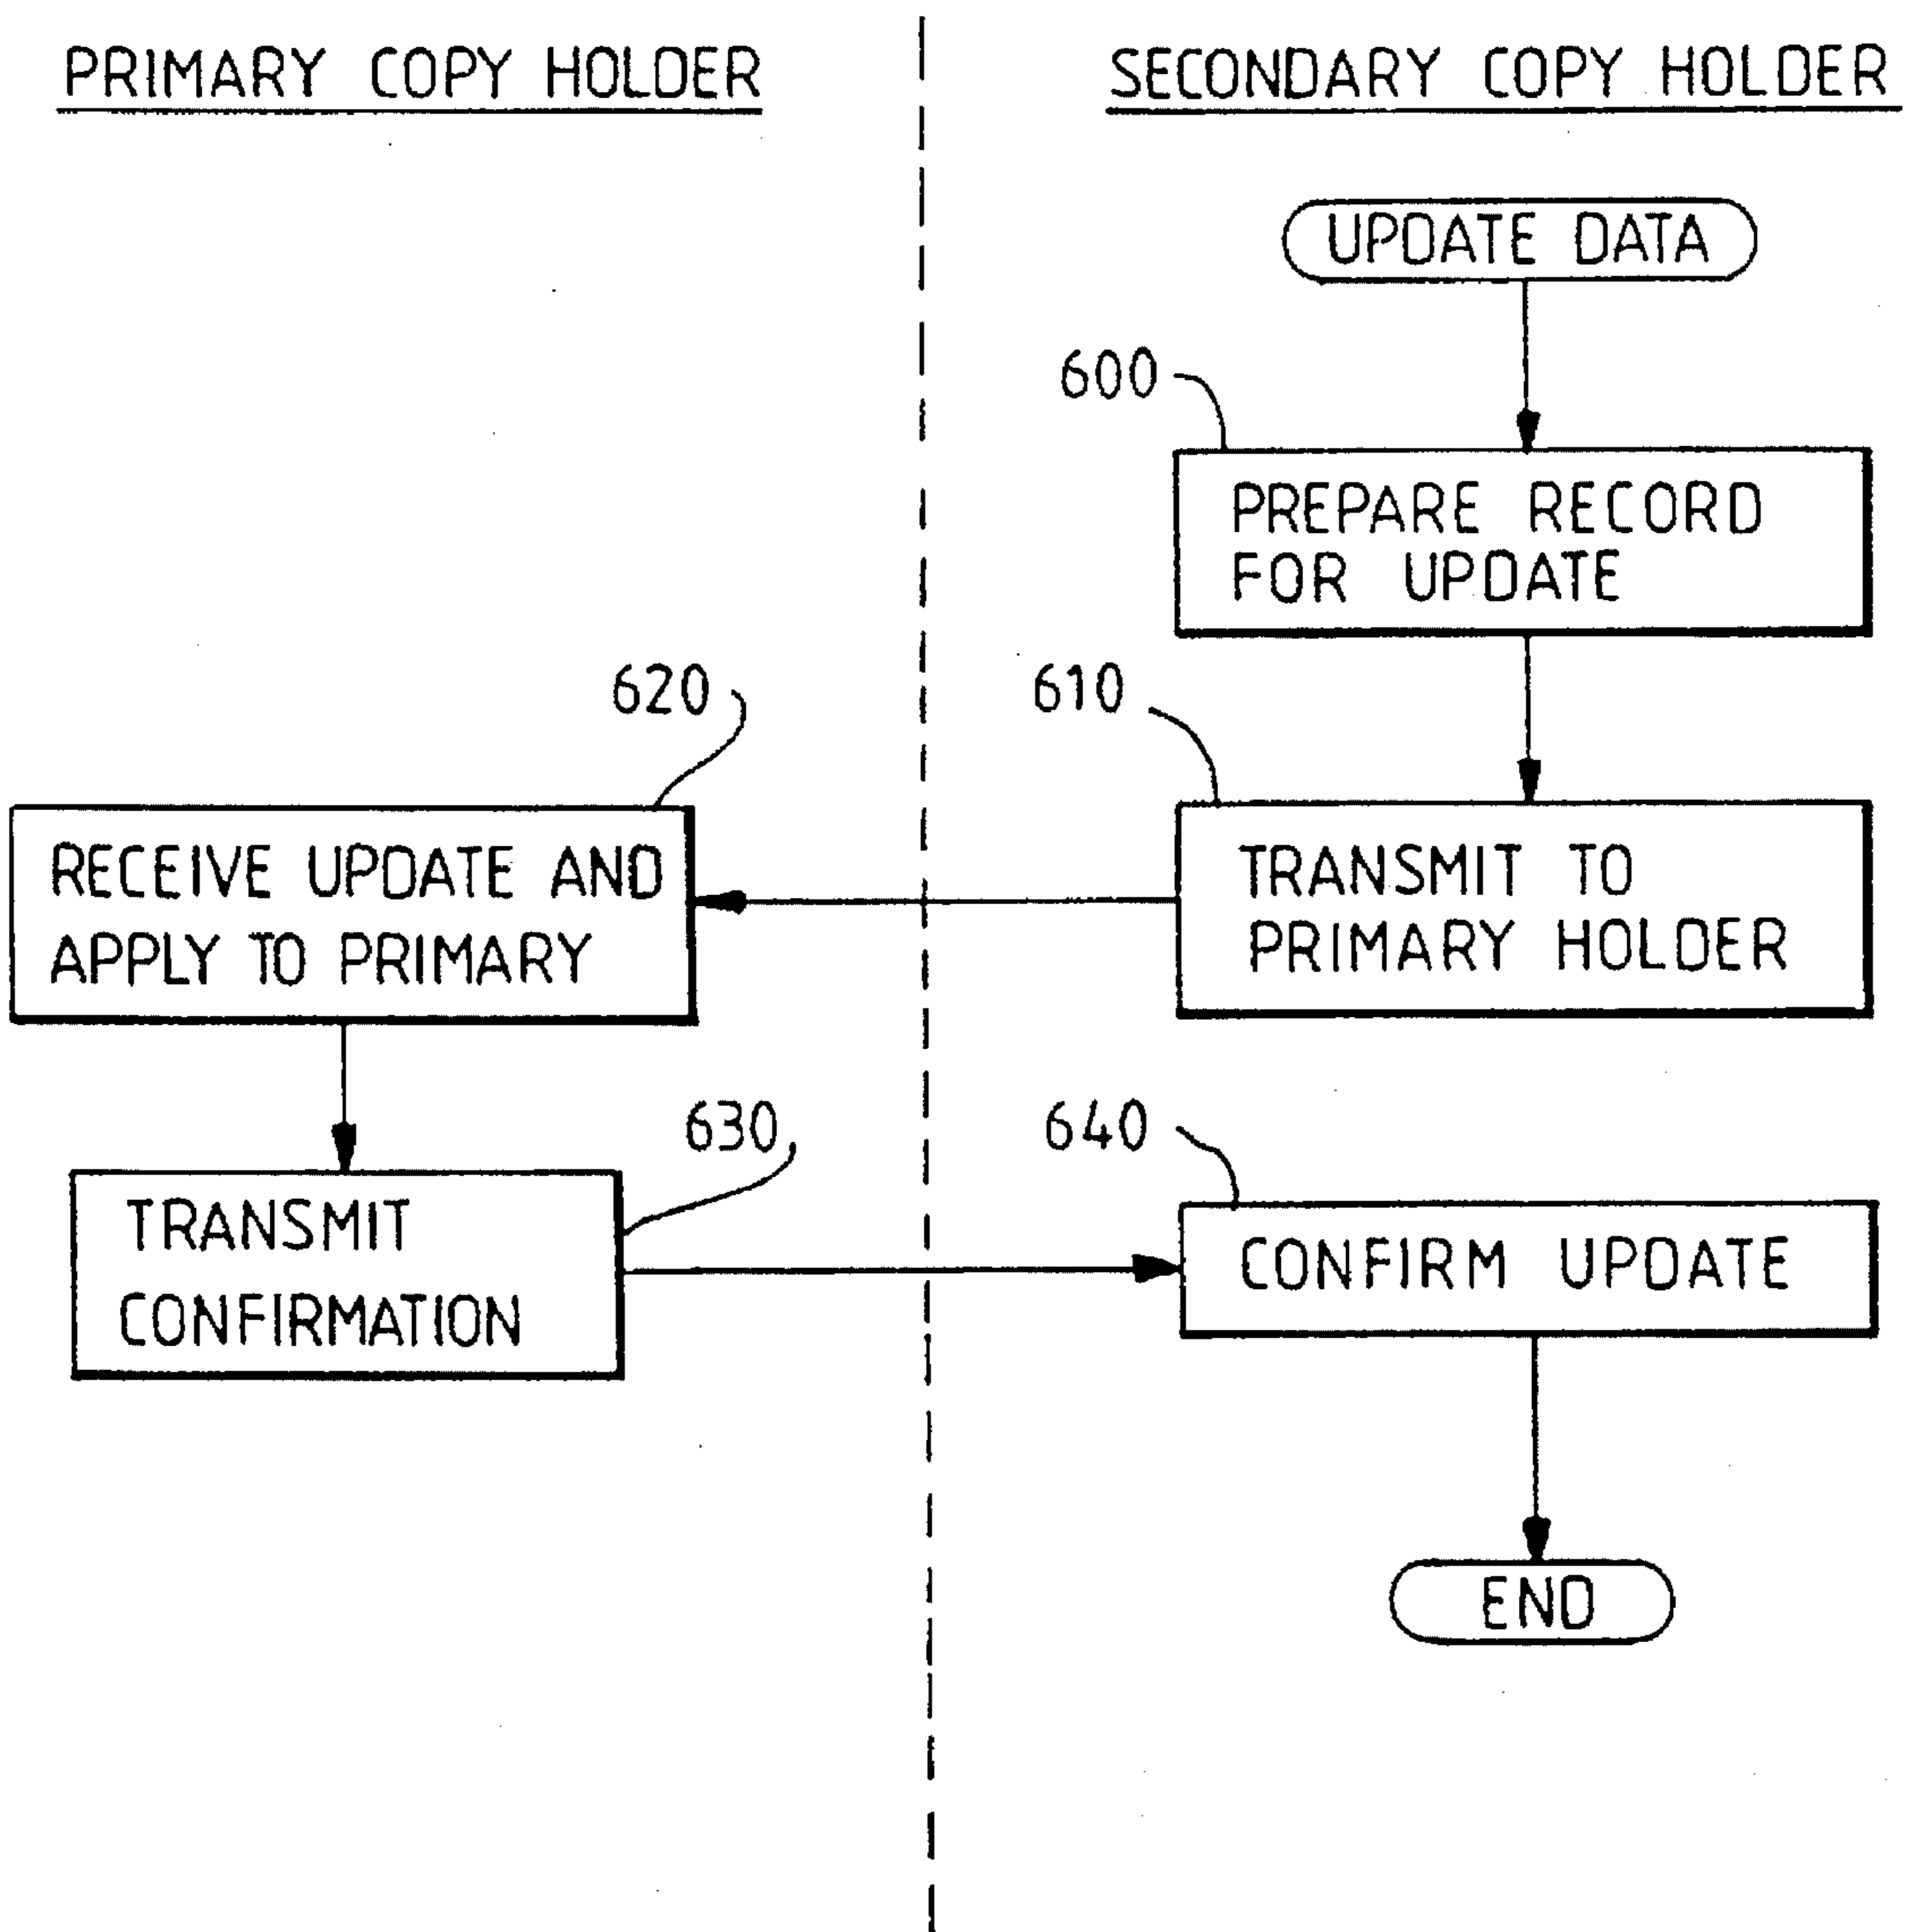 PRIMARY COPY HOLDER
SECONDARY COPY HOLDER
UPDATE DATA
600
PREPARE RECORD
FOR UPDATE
620
610
RECEIVE UPDATE AND
APPLY TO PRIMARY
TRANSMIT TO
PRIMARY HOLDER
630
640
TRANSMIT
CONFIRMATION
CONFIRM UPDATE
END